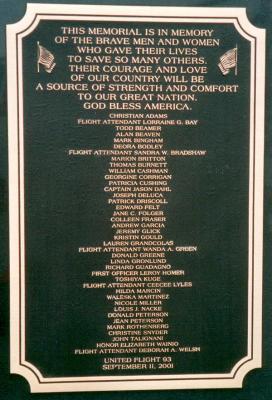 THIS MEMORIAL IS IN MEMORY
OF THE BRAVE MEN AND WOMEN
WHO GAVE THEIR LIVES
TO SAVE SO MANY OTHERS.
THEIR COURAGE AND LOVE
OF OUR COUNTRY WILL BE
A SOURCE OF STRENGTH AND COMFORT
TO OUR GREAT NATION.
GOD BLESS AMERICA.
CHRISTIAN ADAMS
FLIGHT ATTENDANT LORRAINE G. BAY
TODD BEAMER
ALAN BEAVEN
MARK BINGHAM
DEORA BODLEY
FLIGHT ATTENDANT SANDRA W. BRADSHAW
MARION BRITTON
THOMAS BURNETT
WILLIAM CASHMAN
GEORGINE CORRIGAN
PATRICIA CUSHING
CAPTAIN JASON DAHL
JOSEPH DELUCA
PATRICK DRISCOLL
EDWARD FELT
JANE C. FOLGER
COLLEEN FRASER
ANDREW GARCIA
JEREMY GLICK
KRISTIN GOULD
LAUREN GRANDCOLAS
FLIGHT ATTENDANT WANDA A. GREEN
DONALD GREENE
LINDA GRONLUND
RICHARD GUADAGNO
FIRST OFFICER LEROY HOMER
TOSHIYA KUGE
FLIGHT ATTENDANT CEECEE LYLES
HILDA MARCIN
WALESKA MARTINEZ
NICOLE MILLER
LOUIS J. NACKE
DONALD PETERSON
JEAN PETERSON
MARK ROTHENBERG
CHRISTINE SNYDER
JOHN TALIGNANI
HONOR ELIZABETH WAINIO
FLIGHT ATTENDANT DEBORAH A. WELSH
UNITED FLIGHT 93
SEPTEMBER 11, 2001